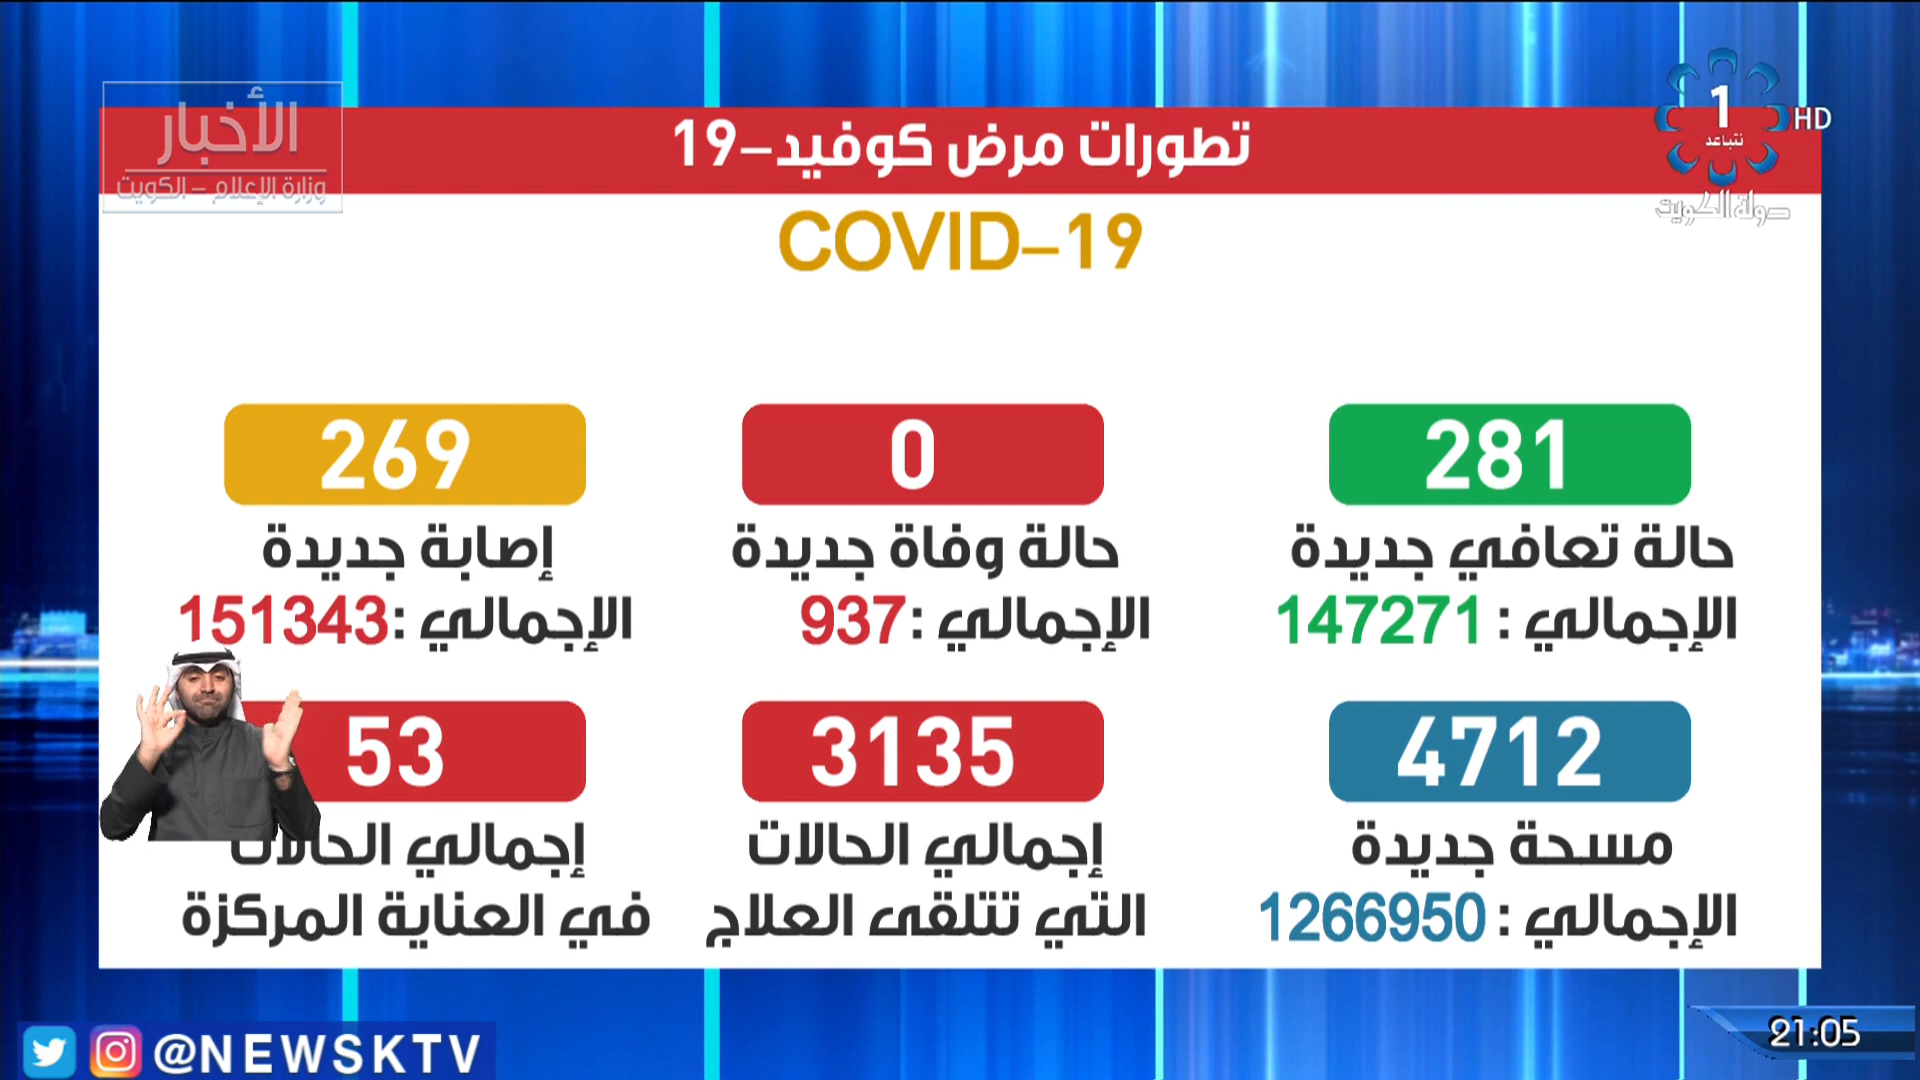 الأخبار
وزارة الإعلام – الكويت
1
نتباعد
HD
دولة الكويت
تطورات مرض كوفيد–19
COVID–19
281
حالة تعافي جديدة
الإجمالي : 147271
0
حالة وفاة جديدة
الإجمالي :937
269
إصابة جديدة
الإجمالي :151343
4712
مسحة جديدة
الإجمالي : 1266950
3135
إجمالي الحالات
التي تتلقى العلاج
53
إجمالي الحالات
في العناية المركزة
@NEWSKTV
21:05